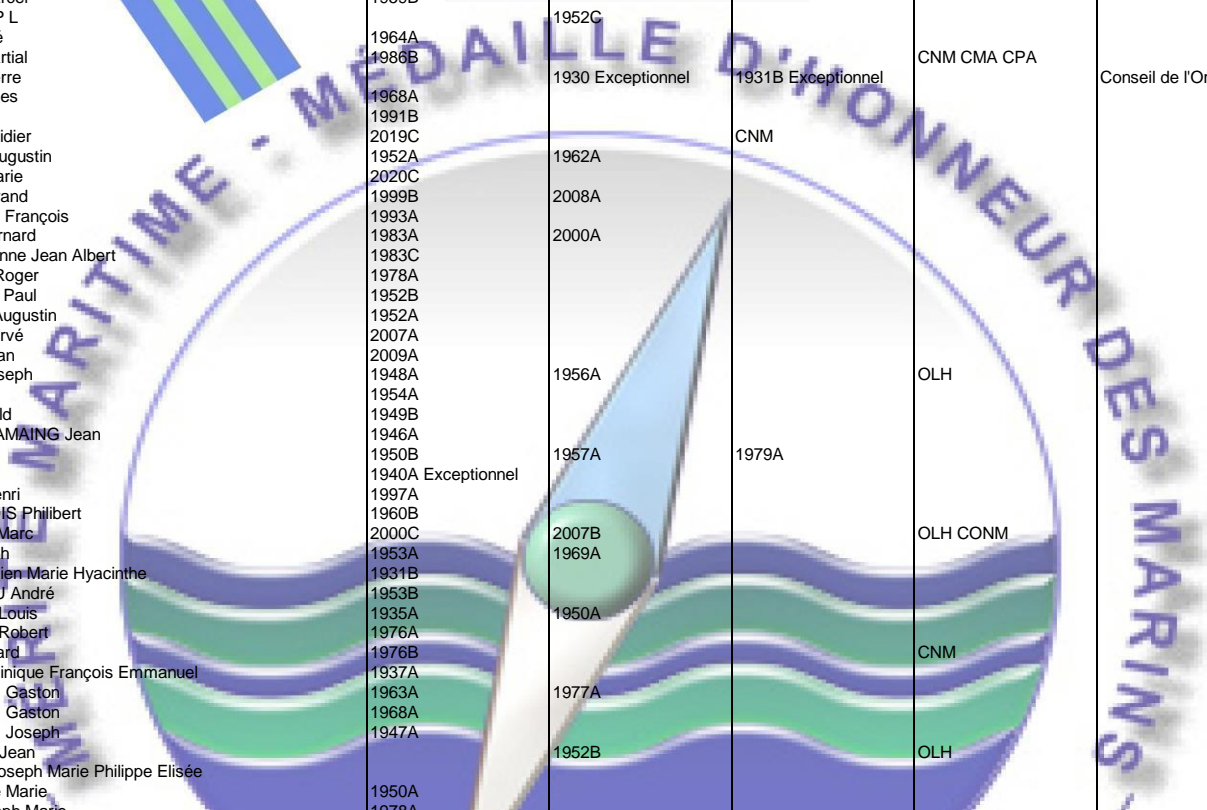 P L 1952C
1964A
rtial 1986B CNM CMA CPA
erre 1930 Exceptionnel 1931B Exceptionnel Conseil de l'Or
es 1968A
1991B
idier 2019C CNM
ugustin 1952A 1962A
arie 2020C
rand 1999B 2008A
François 1993A
rnard 1983A 2000A
nne Jean Albert 1983C
Roger 1978A
Paul 1952B
Augustin 1952A
rvé 2007A
an 2009A
seph 1948A 1956A OLH
1954A
ld 1949B
AMAING Jean 1946A
1950B 1957A 1979A
1940A Exceptionnel
enri 1997A
IS Philibert 1960B
Marc 2000C 2007B OLH CONM
h 1953A 1969A
ien Marie Hyacinthe 1931B
U André 1953B
Louis 1935A 1950A
Robert 1976A
ard 1976B CNM
inique François Emmanuel 1937A
Gaston 1963A 1977A
Gaston 1968A
Joseph 1947A
Jean 1952B OLH
oseph Marie Philippe Elisée
Marie 1950A
MÉRITE MARITIME - MÉDAILLE D'HONNEUR DES MARINS -